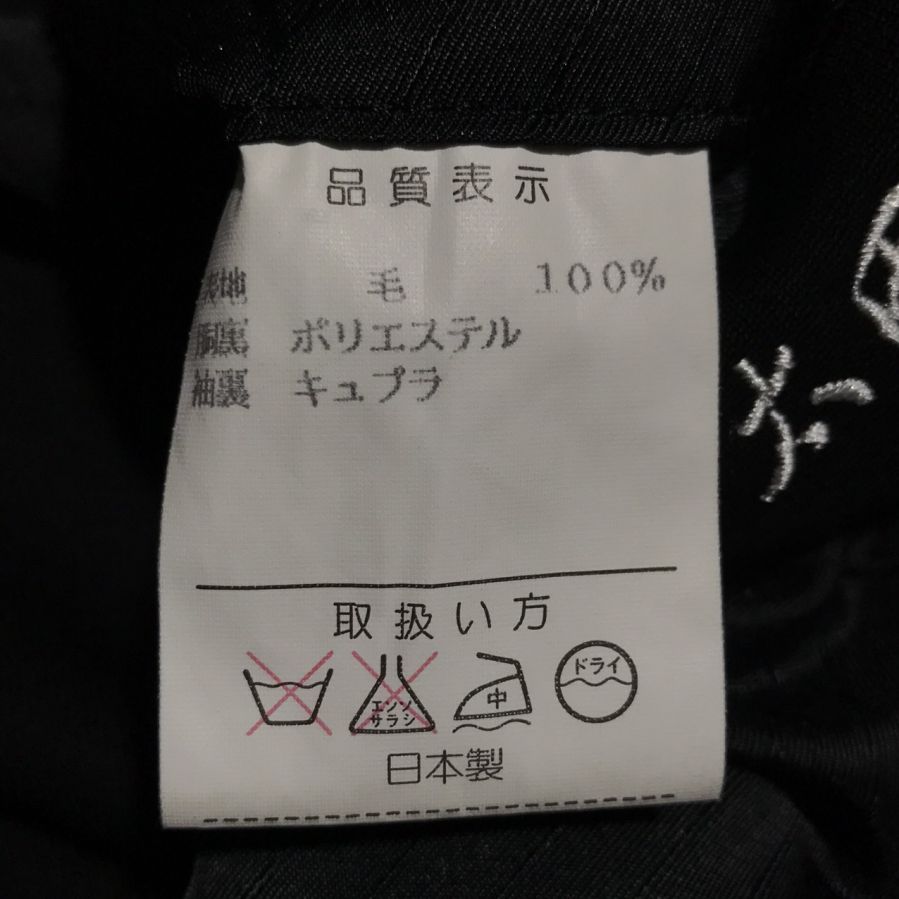 品質表示
表地 毛 100%
胴裏 ポリエステル
袖裏 キュプラ
取扱い方
エンソサラシ 中 ドライ
日本製